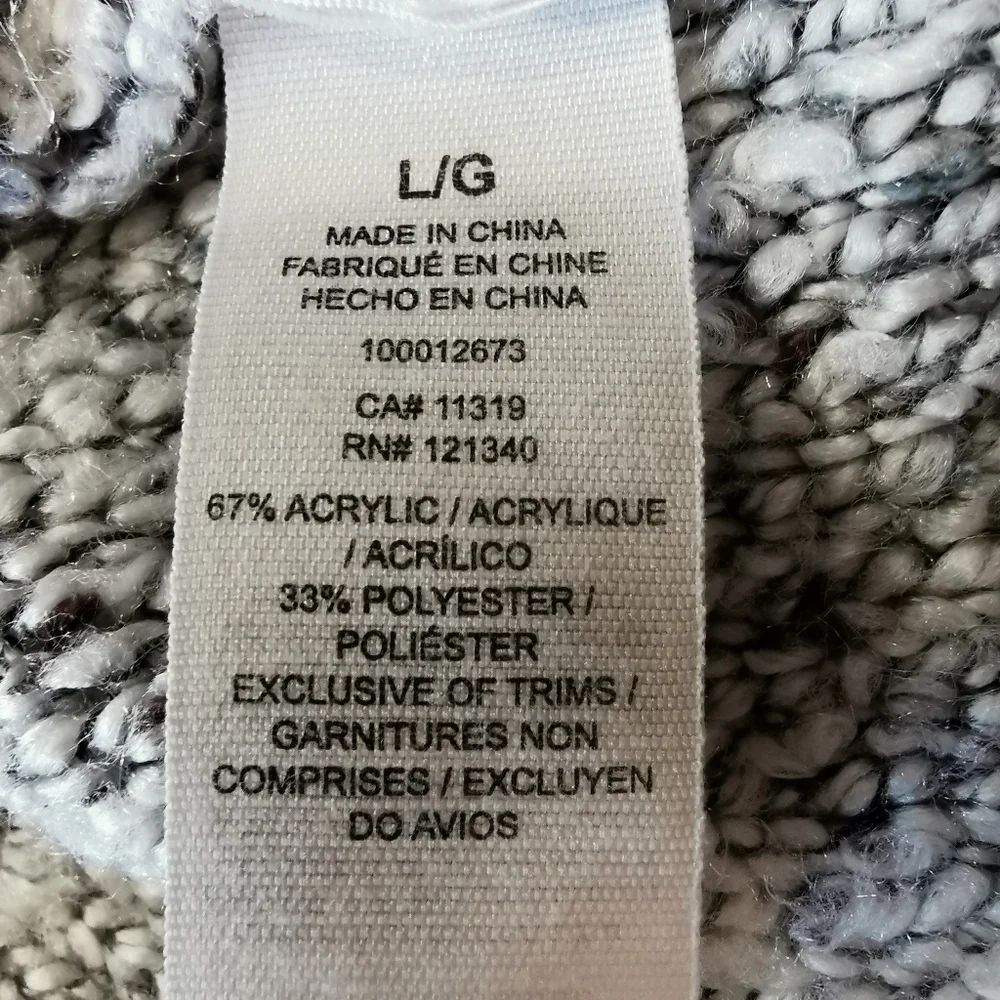 L/G
MADE IN CHINA
FABRIQUÉ EN CHINE
HECHO EN CHINA
100012673
CA# 11319
RN# 121340
67% ACRYLIC / ACRYLIQUE
/ ACRÍLICO
33% POLYESTER /
POLIÉSTER
EXCLUSIVE OF TRIMS /
GARNITURES NON
COMPRISES / EXCLUYEN
DO AVIOS